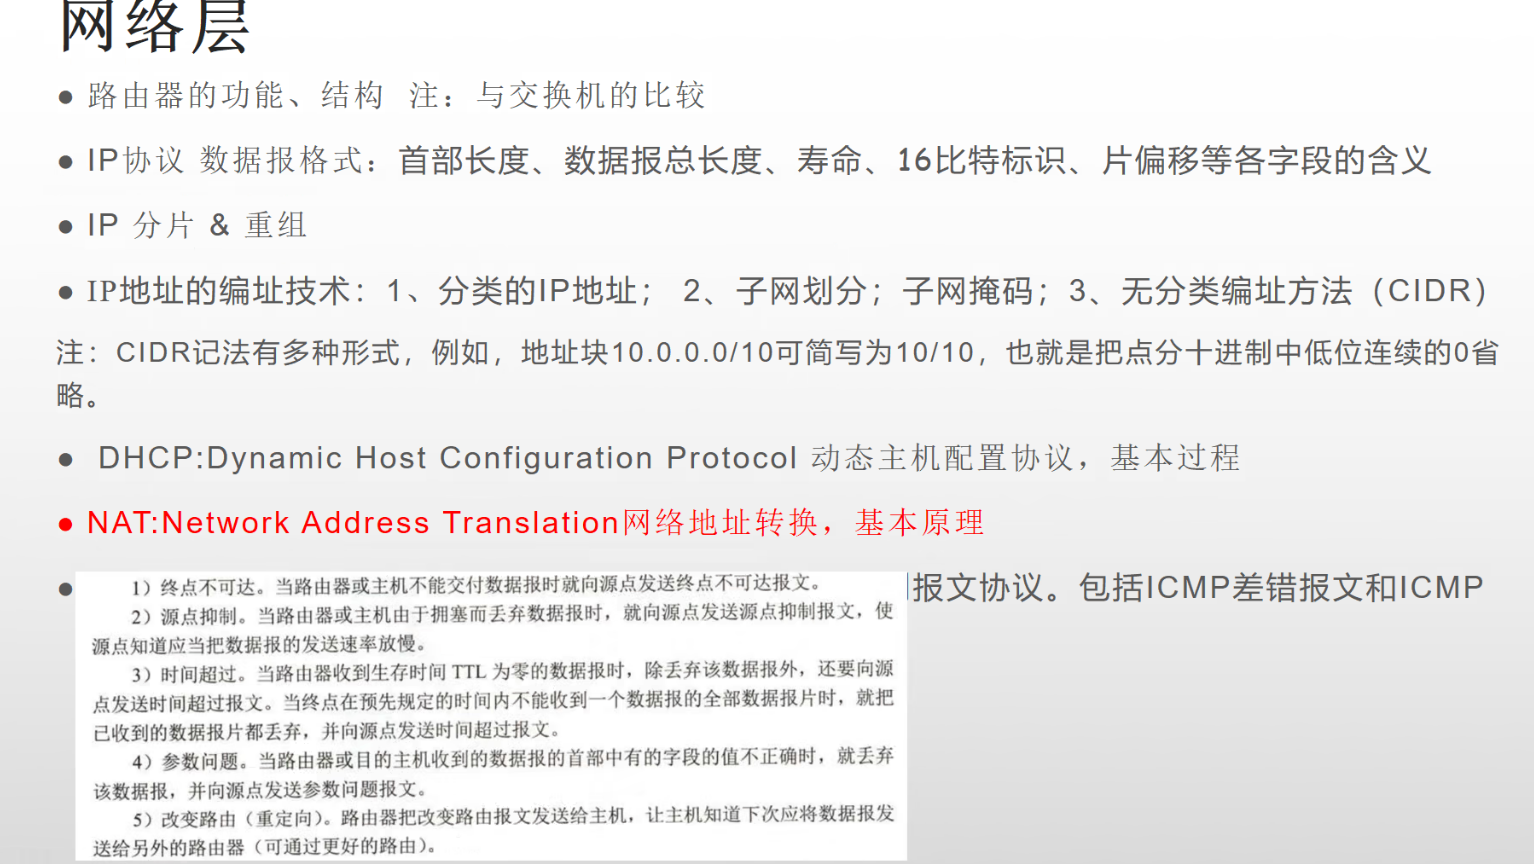 网络层
● 路由器的功能、结构 注：与交换机的比较
● IP协议 数据报格式：首部长度、数据报总长度、寿命、16比特标识、片偏移等各字段的含义
● IP 分片 & 重组
● IP地址的编址技术：1、分类的IP地址； 2、子网划分；子网掩码；3、无分类编址方法（CIDR）
注：CIDR记法有多种形式，例如，地址块10.0.0.0/10可简写为10/10，也就是把点分十进制中低位连续的0省
略。
● DHCP:Dynamic Host Configuration Protocol 动态主机配置协议，基本过程
● NAT:Network Address Translation网络地址转换，基本原理
● 报文协议。包括ICMP差错报文和ICMP
1）终点不可达。当路由器或主机不能交付数据报时就向源点发送终点不可达报文。
2）源点抑制。当路由器或主机由于拥塞而丢弃数据报时，就向源点发送源点抑制报文，使
源点知道应当把数据报的发送速率放慢。
3）时间超过。当路由器收到生存时间 TTL 为零的数据报时，除丢弃该数据报外，还要向源
点发送时间超过报文。当终点在预先规定的时间内不能收到一个数据报的全部数据报片时，就把
已收到的数据报片都丢弃，并向源点发送时间超过报文。
4）参数问题。当路由器或目的主机收到的数据报的首部中有的字段的值不正确时，就丢弃
该数据报，并向源点发送参数问题报文。
5）改变路由（重定向）。路由器把改变路由报文发送给主机，让主机知道下次应将数据报发
送给另外的路由器（可通过更好的路由）。